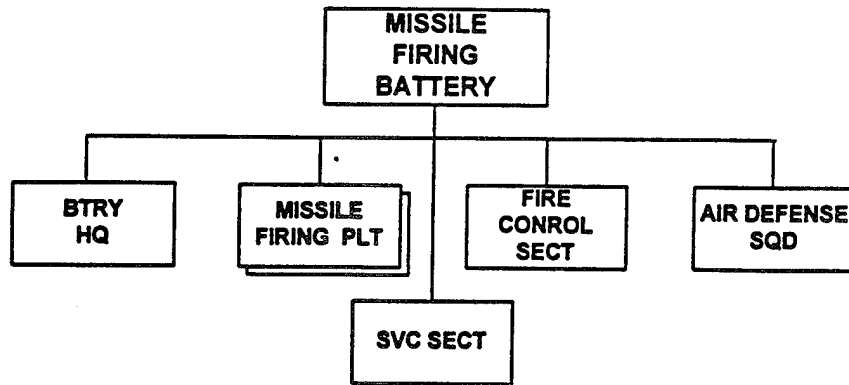 MISSILE
FIRING
BATTERY
BTRY
HQ
MISSILE
FIRING PLT
FIRE
CONROL
SECT
AIR DEFENSE
SQD
SVC SECT